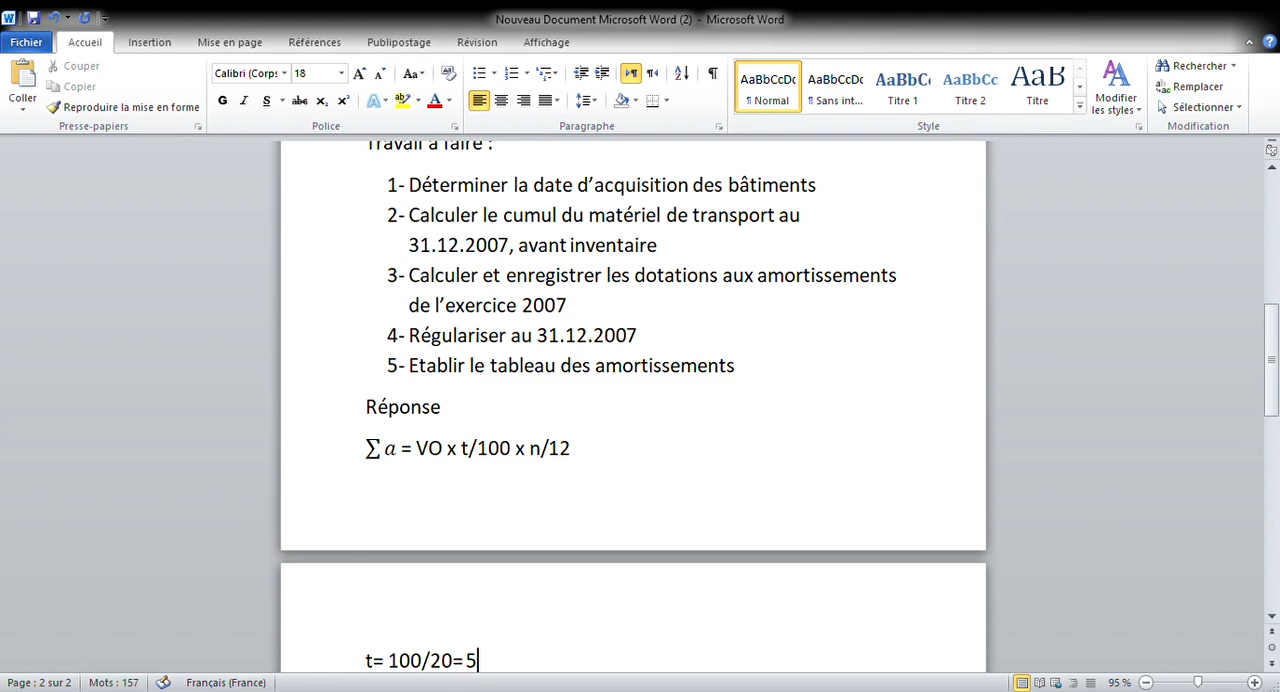 Nouveau Document Microsoft Word (2) - Microsoft Word
Fichier Accueil Insertion Mise en page Références Publipostage Révision Affichage
Coller
Couper
Copier
Reproduire la mise en forme
Presse-papiers
Calibri (Corps 18
G I S abc x₂ x²
Police
Paragraphe
AaBbCcDc AaBbCcDc AaBbC AaBbCc AaB
¶ Normal ¶ Sans int... Titre 1 Titre 2 Titre
Modifier
les styles
Style
Rechercher
Remplacer
Sélectionner
Modification
Travail à faire :
1- Déterminer la date d’acquisition des bâtiments
2- Calculer le cumul du matériel de transport au
31.12.2007, avant inventaire
3- Calculer et enregistrer les dotations aux amortissements
de l’exercice 2007
4- Régulariser au 31.12.2007
5- Etablir le tableau des amortissements
Réponse
∑ a = VO x t/100 x n/12
t= 100/20= 5
Page : 2 sur 2 Mots : 157 Français (France) 95 %